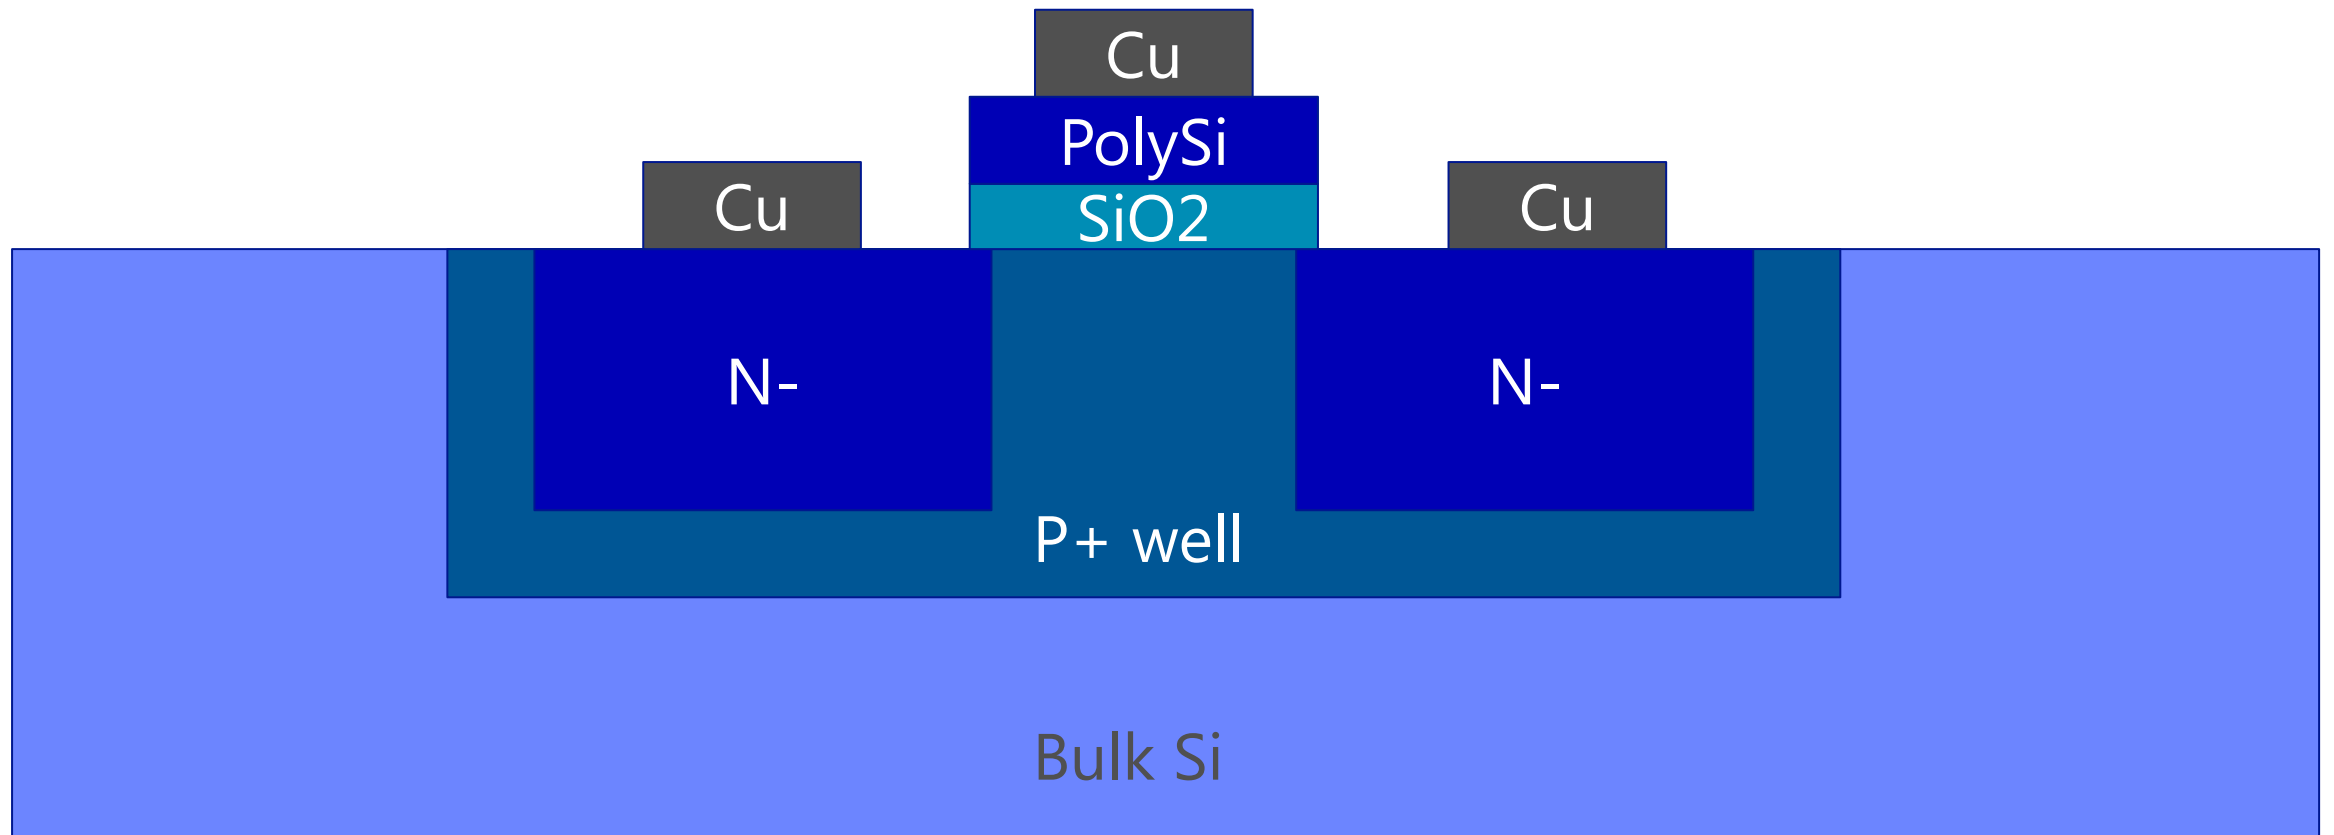 Cu
PolySi
Cu
SiO2
Cu
N-
N-
P+ well
Bulk Si